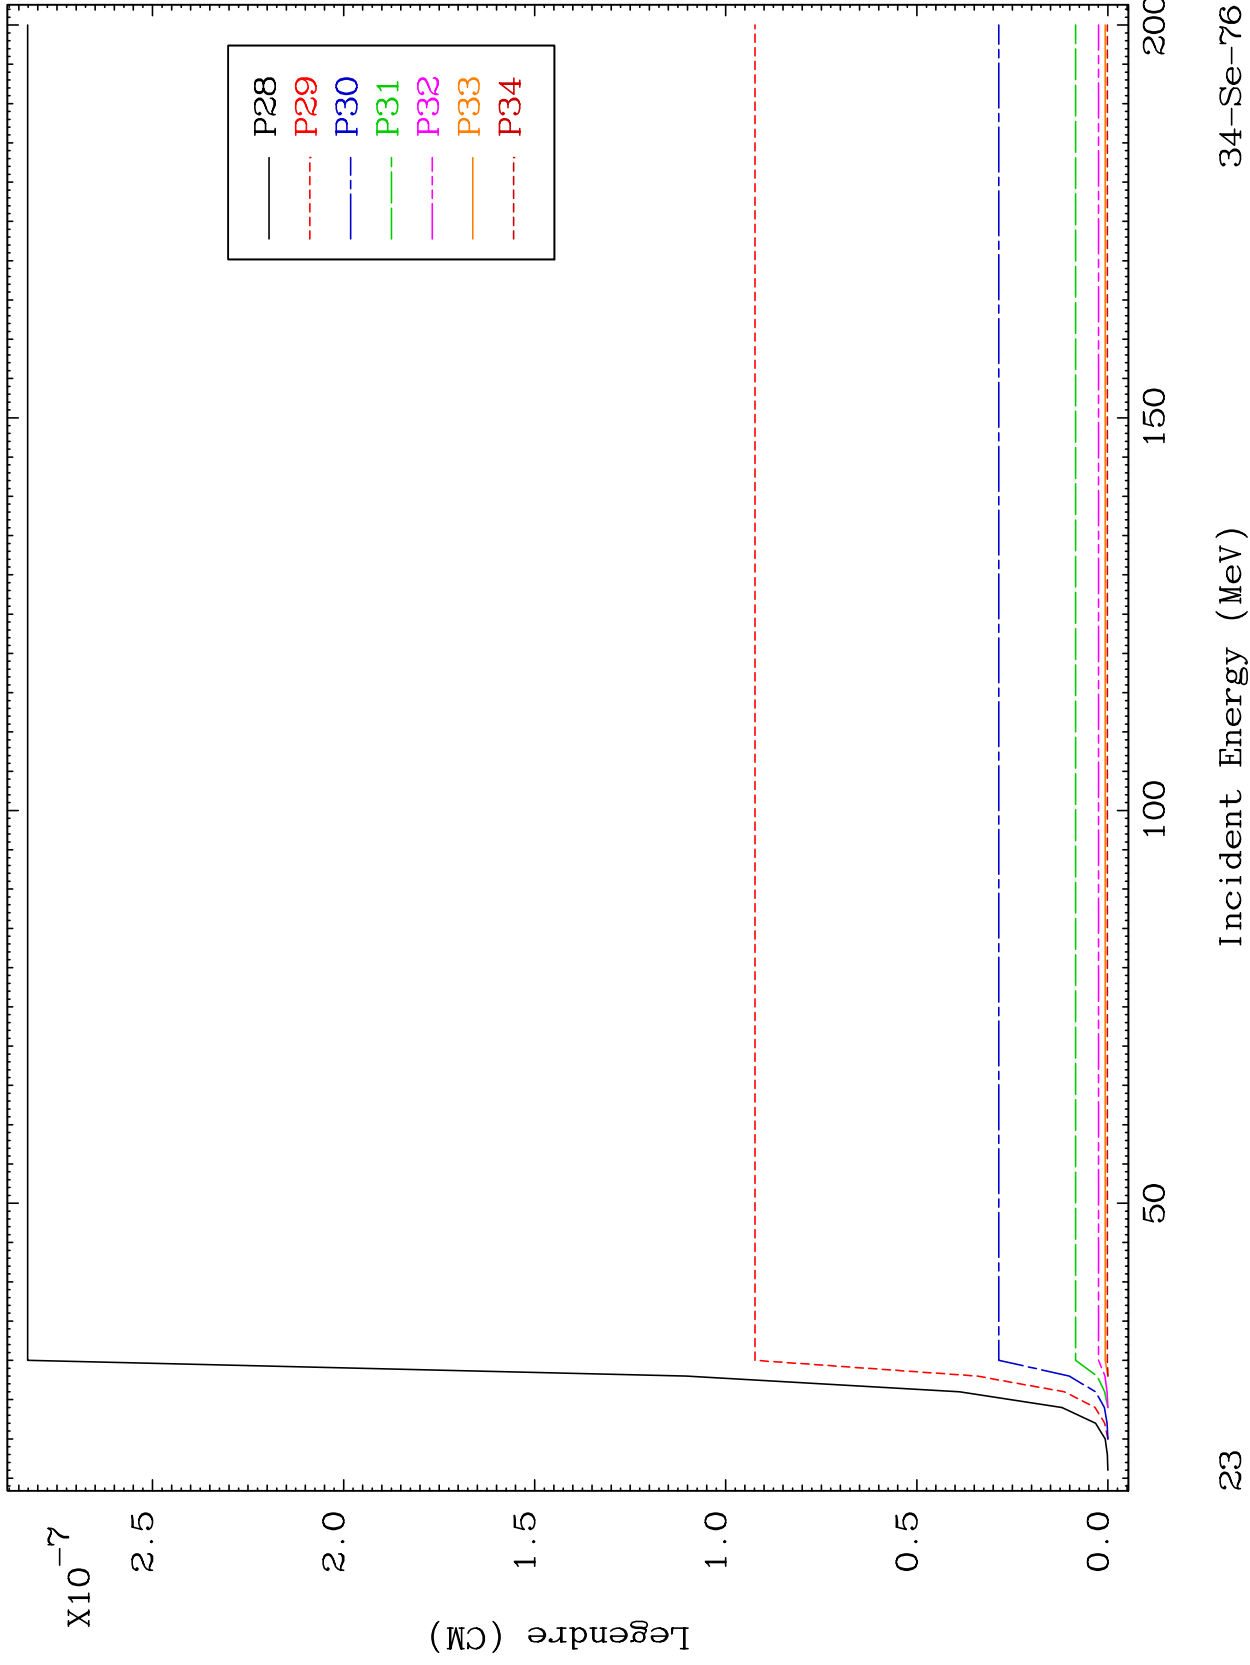 X10-7
2.5
2.0
1.5
1.0
0.5
0.0
Legendre (CM)
P28
P29
P30
P31
P32
P33
P34
50
100
150
200
23
Incident Energy (MeV)
34-Se-76